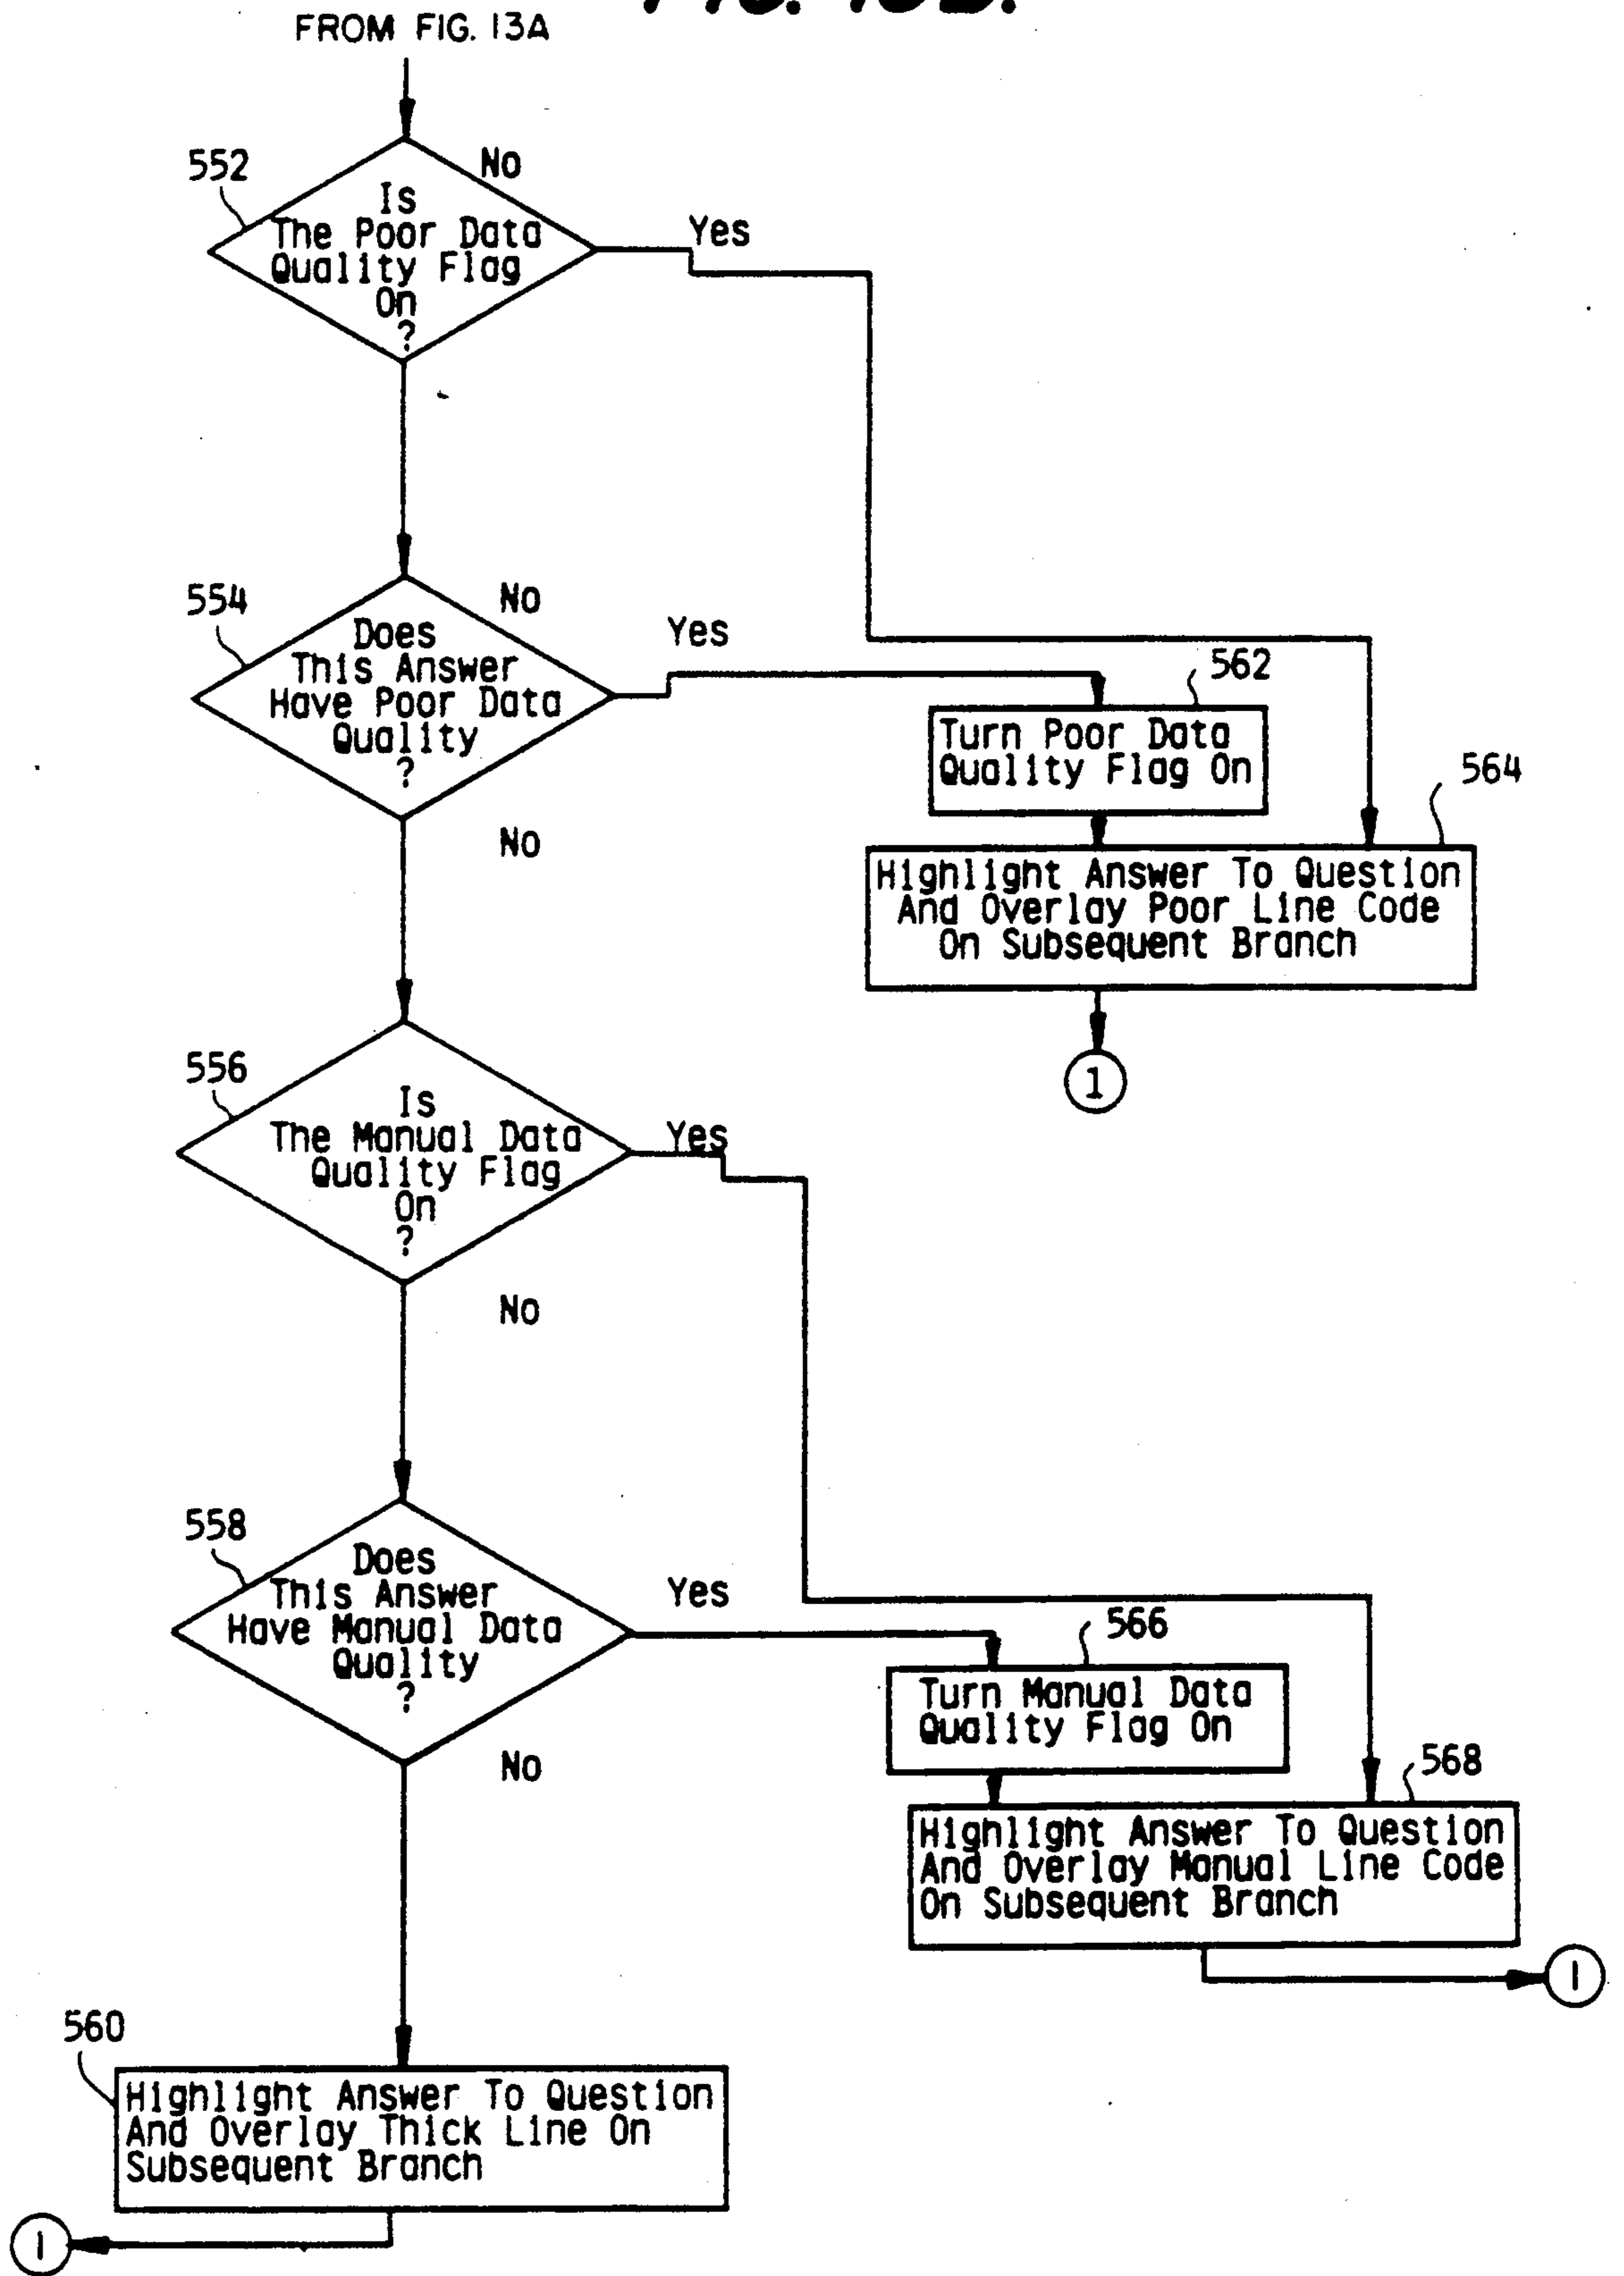 FROM FIG. 13A
552
No
Is
The Poor Data
Quality Flag
On
?
Yes
554
No
Does
This Answer
Have Poor Data
Quality
?
Yes
No
562
Turn Poor Data
Quality Flag On
564
Highlight Answer To Question
And Overlay Poor Line Code
On Subsequent Branch
1
556
Is
The Manual Data
Quality Flag
On
?
Yes
No
558
Does
This Answer
Have Manual Data
Quality
?
Yes
No
566
Turn Manual Data
Quality Flag On
568
Highlight Answer To Question
And Overlay Manual Line Code
On Subsequent Branch
1
560
Highlight Answer To Question
And Overlay Thick Line On
Subsequent Branch
1